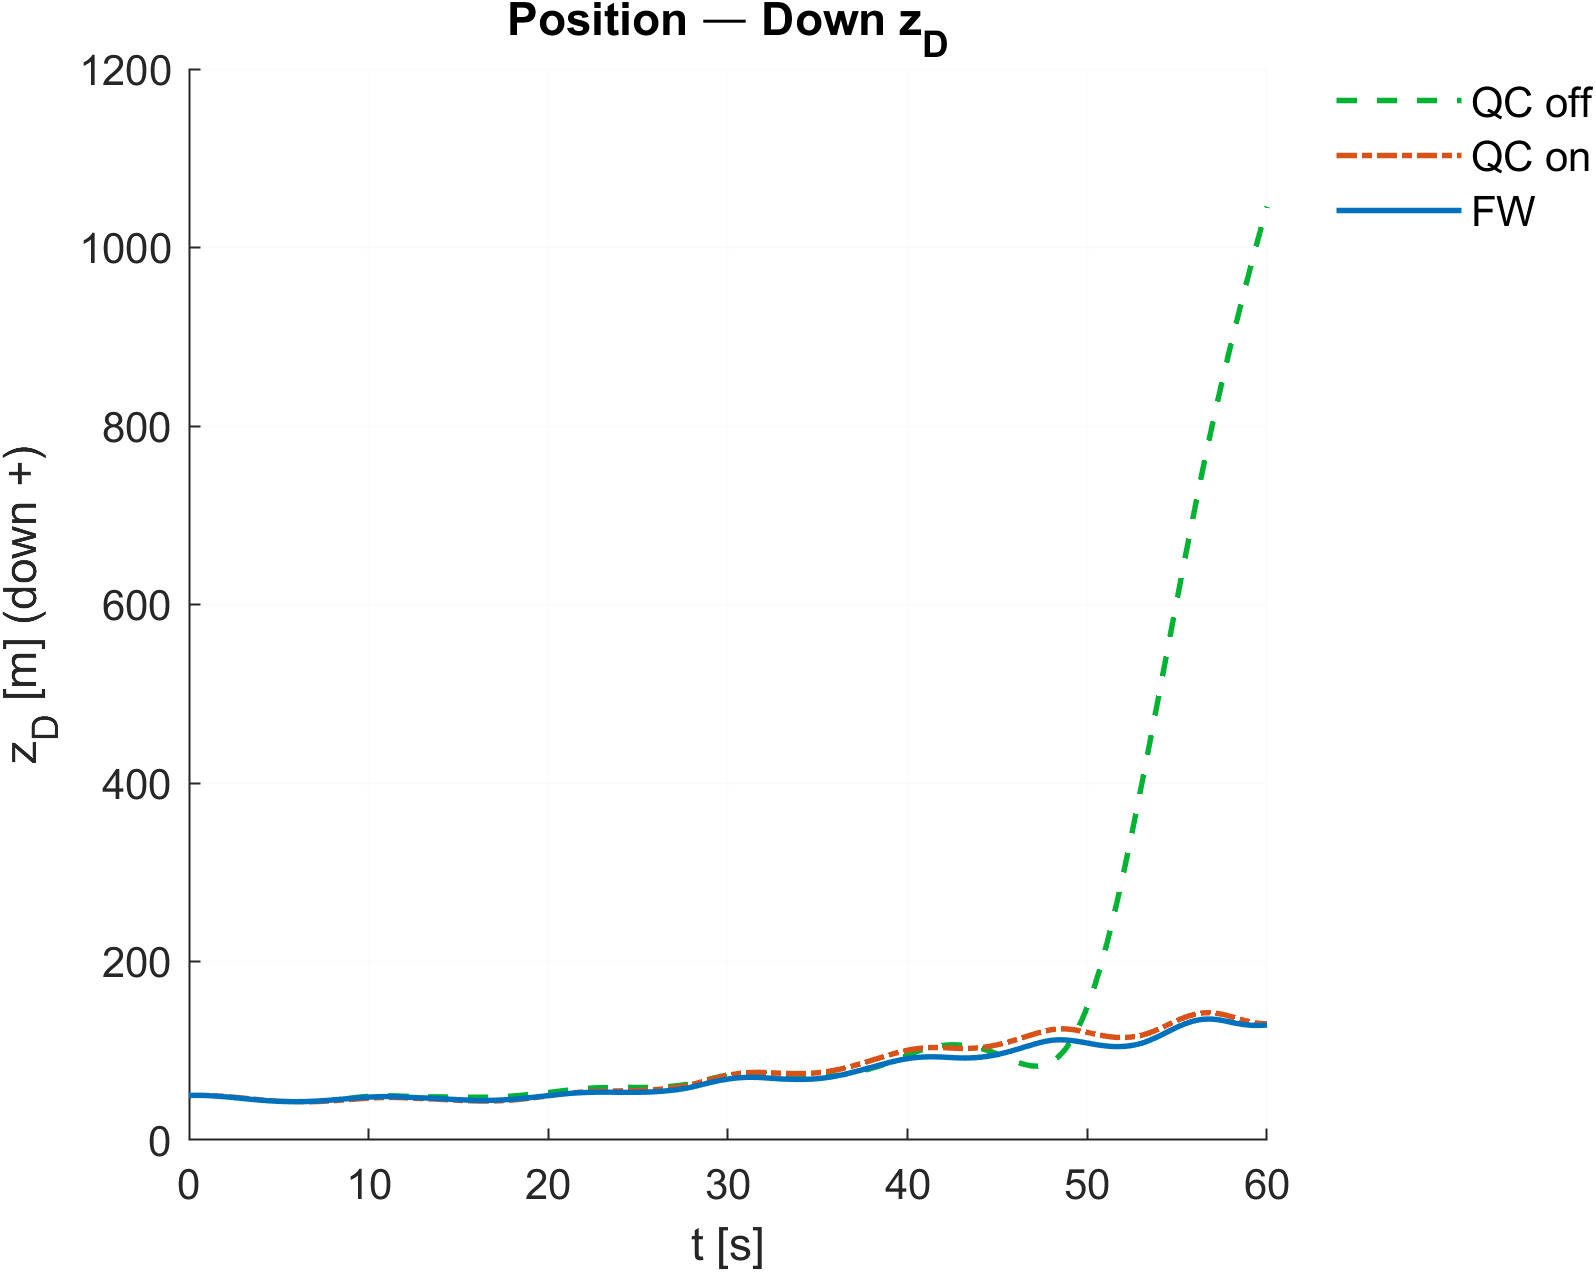 Position — Down z_D
1200
1000
800
600
400
200
0
0 10 20 30 40 50 60
t [s]
z_D [m] (down +)
QC off
QC on
FW